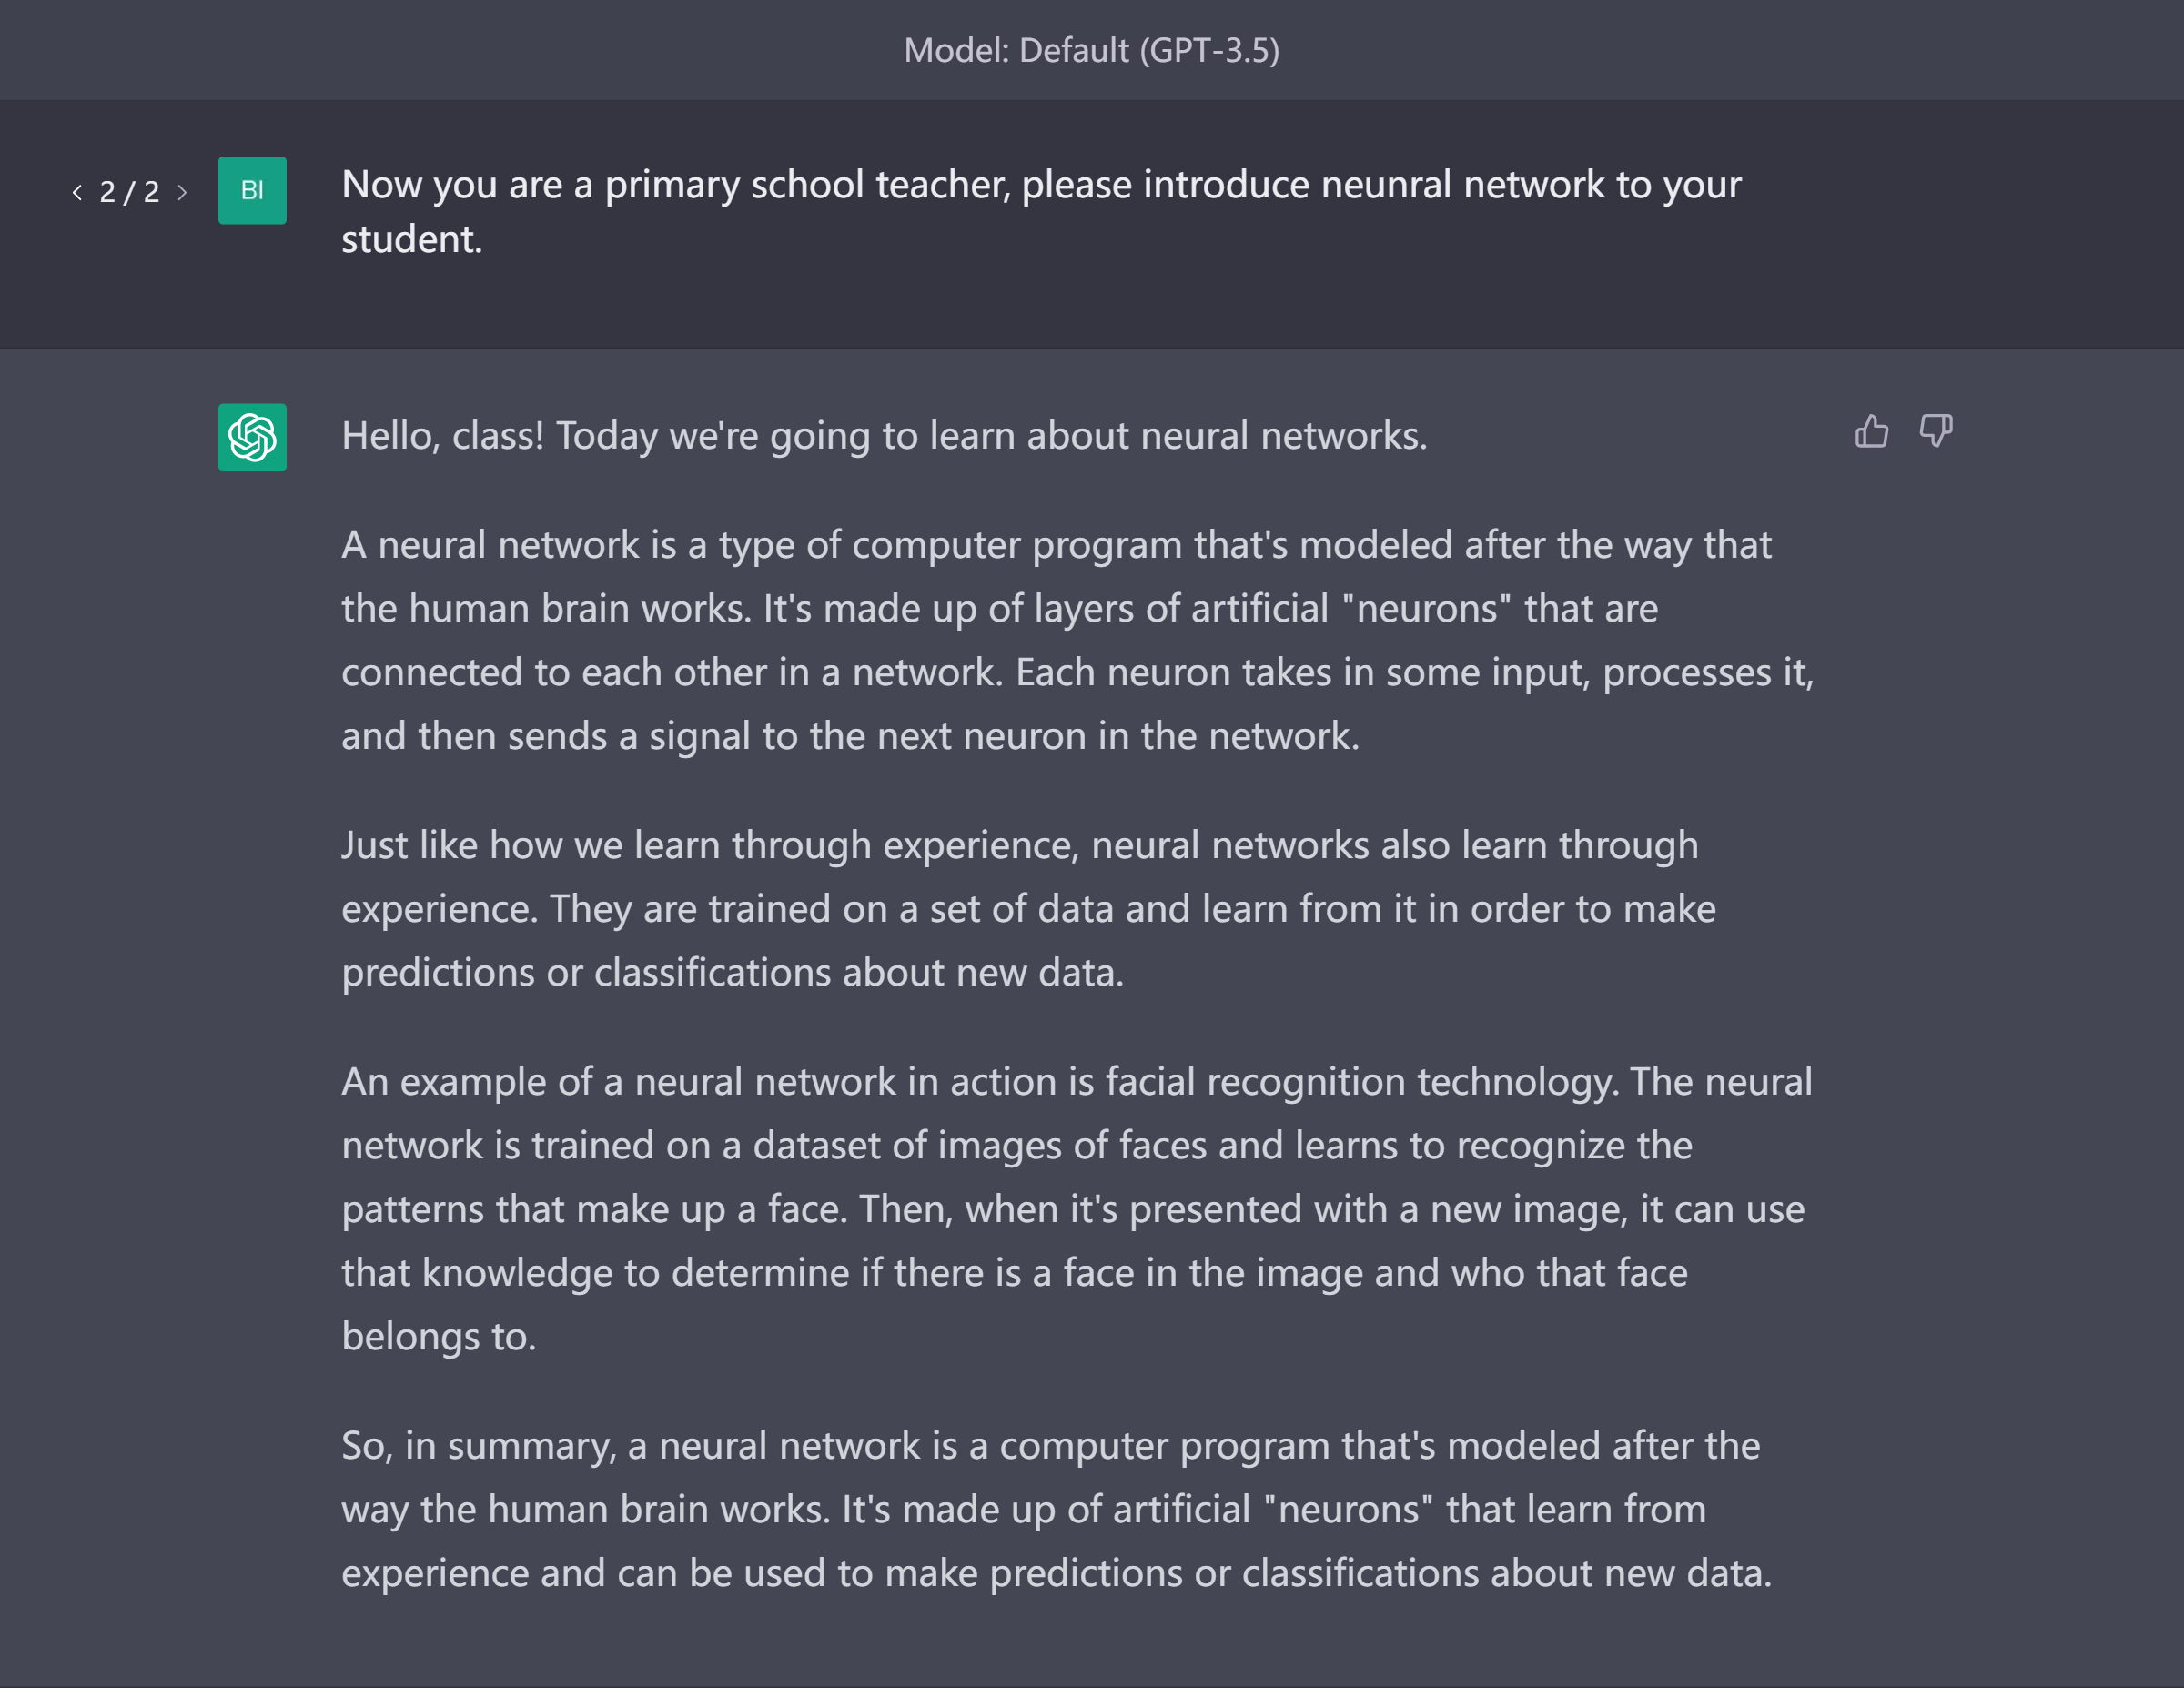 Model: Default (GPT-3.5)
< 2 / 2 >
BI
Now you are a primary school teacher, please introduce neunral network to your
student.
Hello, class! Today we're going to learn about neural networks.
A neural network is a type of computer program that's modeled after the way that
the human brain works. It's made up of layers of artificial "neurons" that are
connected to each other in a network. Each neuron takes in some input, processes it,
and then sends a signal to the next neuron in the network.
Just like how we learn through experience, neural networks also learn through
experience. They are trained on a set of data and learn from it in order to make
predictions or classifications about new data.
An example of a neural network in action is facial recognition technology. The neural
network is trained on a dataset of images of faces and learns to recognize the
patterns that make up a face. Then, when it's presented with a new image, it can use
that knowledge to determine if there is a face in the image and who that face
belongs to.
So, in summary, a neural network is a computer program that's modeled after the
way the human brain works. It's made up of artificial "neurons" that learn from
experience and can be used to make predictions or classifications about new data.